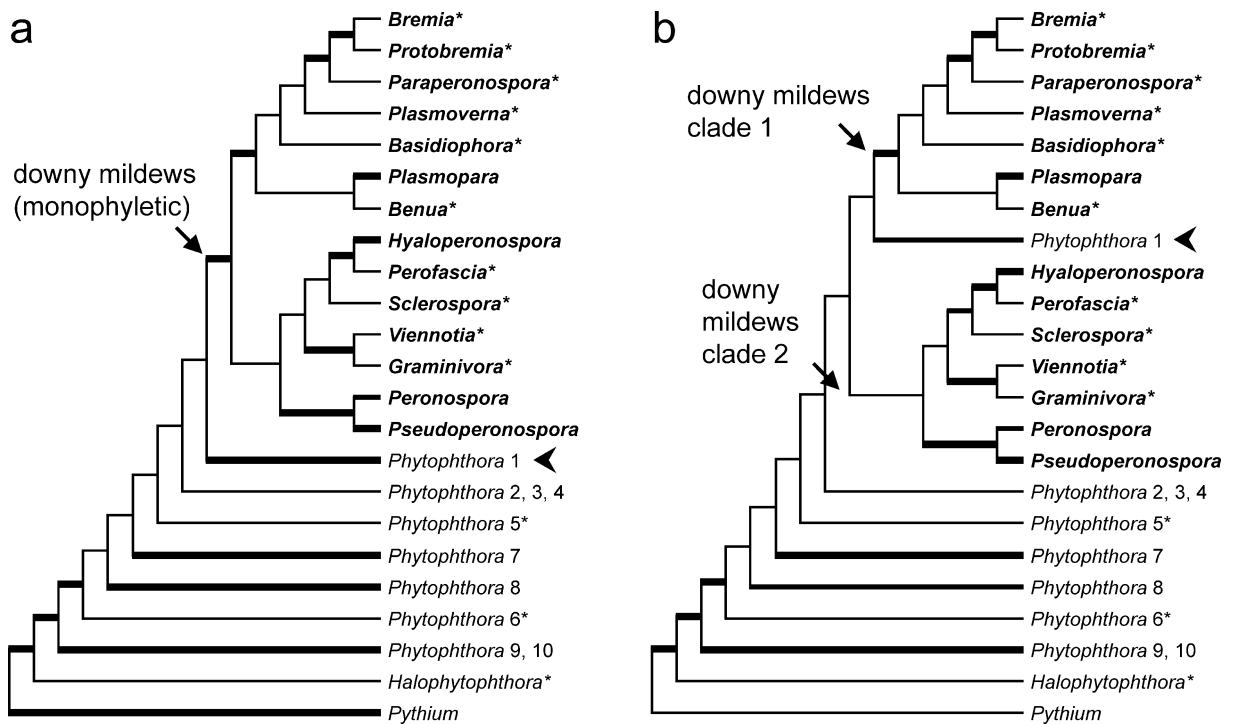 a
Bremia*
Protobremia*
Paraperonospora*
Plasmoverna*
Basidiophora*
Plasmopara
Benua*
Hyaloperonospora
Perofascia*
Sclerospora*
Viennotia*
Graminivora*
Peronospora
Pseudoperonospora
Phytophthora 1
Phytophthora 2, 3, 4
Phytophthora 5*
Phytophthora 7
Phytophthora 8
Phytophthora 6*
Phytophthora 9, 10
Halophytophthora*
Pythium
downy mildews
(monophyletic)
b
Bremia*
Protobremia*
Paraperonospora*
Plasmoverna*
Basidiophora*
Plasmopara
Benua*
Phytophthora 1
Hyaloperonospora
Perofascia*
Sclerospora*
Viennotia*
Graminivora*
Peronospora
Pseudoperonospora
Phytophthora 2, 3, 4
Phytophthora 5*
Phytophthora 7
Phytophthora 8
Phytophthora 6*
Phytophthora 9, 10
Halophytophthora*
Pythium
downy mildews
clade 1
downy
mildews
clade 2